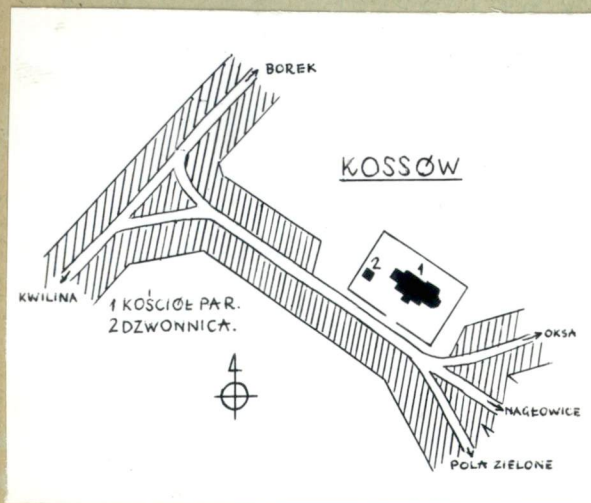 BOREK
KOSSÓW
2
1
KWILINA
1 KOŚCIÓŁ PAR.
2 DZWONNICA.
OKSA
NAGŁOWICE
POLA ZIELONE